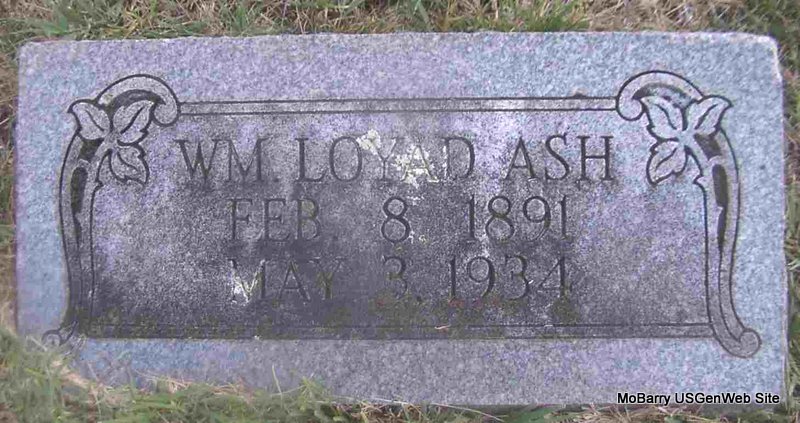 WM. LOYAD ASH
FEB. 8, 1891
MAY 3, 1934
MoBarry USGenWeb Site